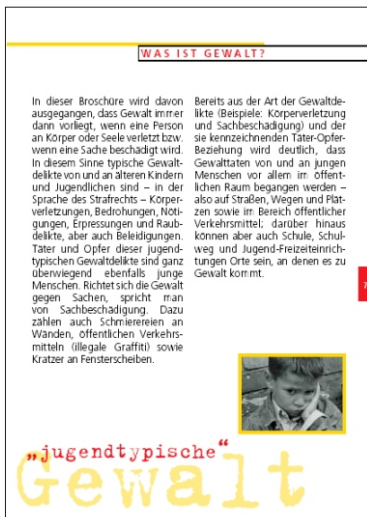 WAS IST GEWALT?
In dieser Broschüre wird davon
ausgegangen, dass Gewalt immer
dann vorliegt, wenn eine Person
an Körper oder Seele verletzt bzw.
wenn eine Sache beschädigt wird.
In diesem Sinne typische Gewalt-
delikte von und an älteren Kindern
und Jugendlichen sind – in der
Sprache des Strafrechts – Körper-
verletzungen, Bedrohungen, Nöti-
gungen, Erpressungen und Raub-
delikte, aber auch Beleidigungen.
Täter und Opfer dieser jugend-
typischen Gewaltdelikte sind ganz
überwiegend ebenfalls junge
Menschen. Richtet sich die Gewalt
gegen Sachen, spricht man
von Sachbeschädigung. Dazu
zählen auch Schmierereien an
Wänden, öffentlichen Verkehrs-
mitteln (illegale Graffiti) sowie
Kratzer an Fensterscheiben.
Bereits aus der Art der Gewaltde-
likte (Beispiele: Körperverletzung
und Sachbeschädigung) und der
sie kennzeichnenden Täter-Opfer-
Beziehung wird deutlich, dass
Gewalttaten von und an jungen
Menschen vor allem im öffent-
lichen Raum begangen werden –
also auf Straßen, Wegen und Plät-
zen sowie im Bereich öffentlicher
Verkehrsmittel; darüber hinaus
können aber auch Schule, Schul-
weg und Jugend-Freizeiteinrich-
tungen Orte sein, an denen es zu
Gewalt kommt.
7
„jugendtypische“
Gewalt